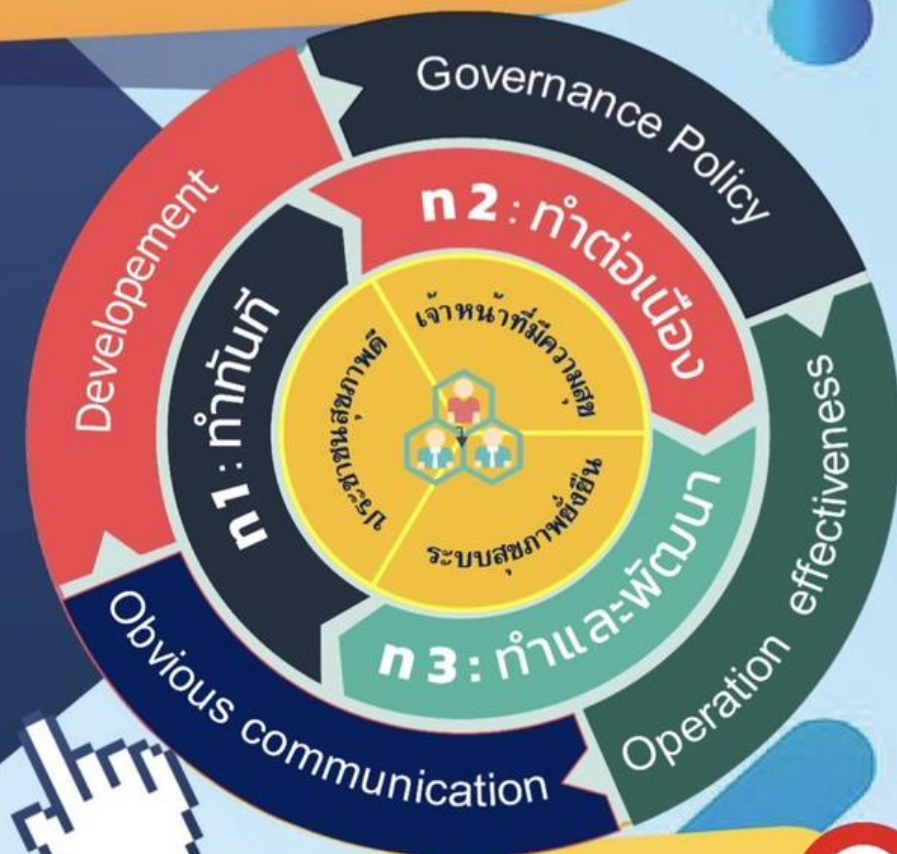 Governance Policy
Operation effectiveness
Obvious communication
Developement
ท1 : ทำทันที
ท2 : ทำต่อเนื่อง
ท3 : ทำและพัฒนา
ประชาชนสุขภาพดี
เจ้าหน้าที่มีความสุข
ระบบสุขภาพยั่งยืน